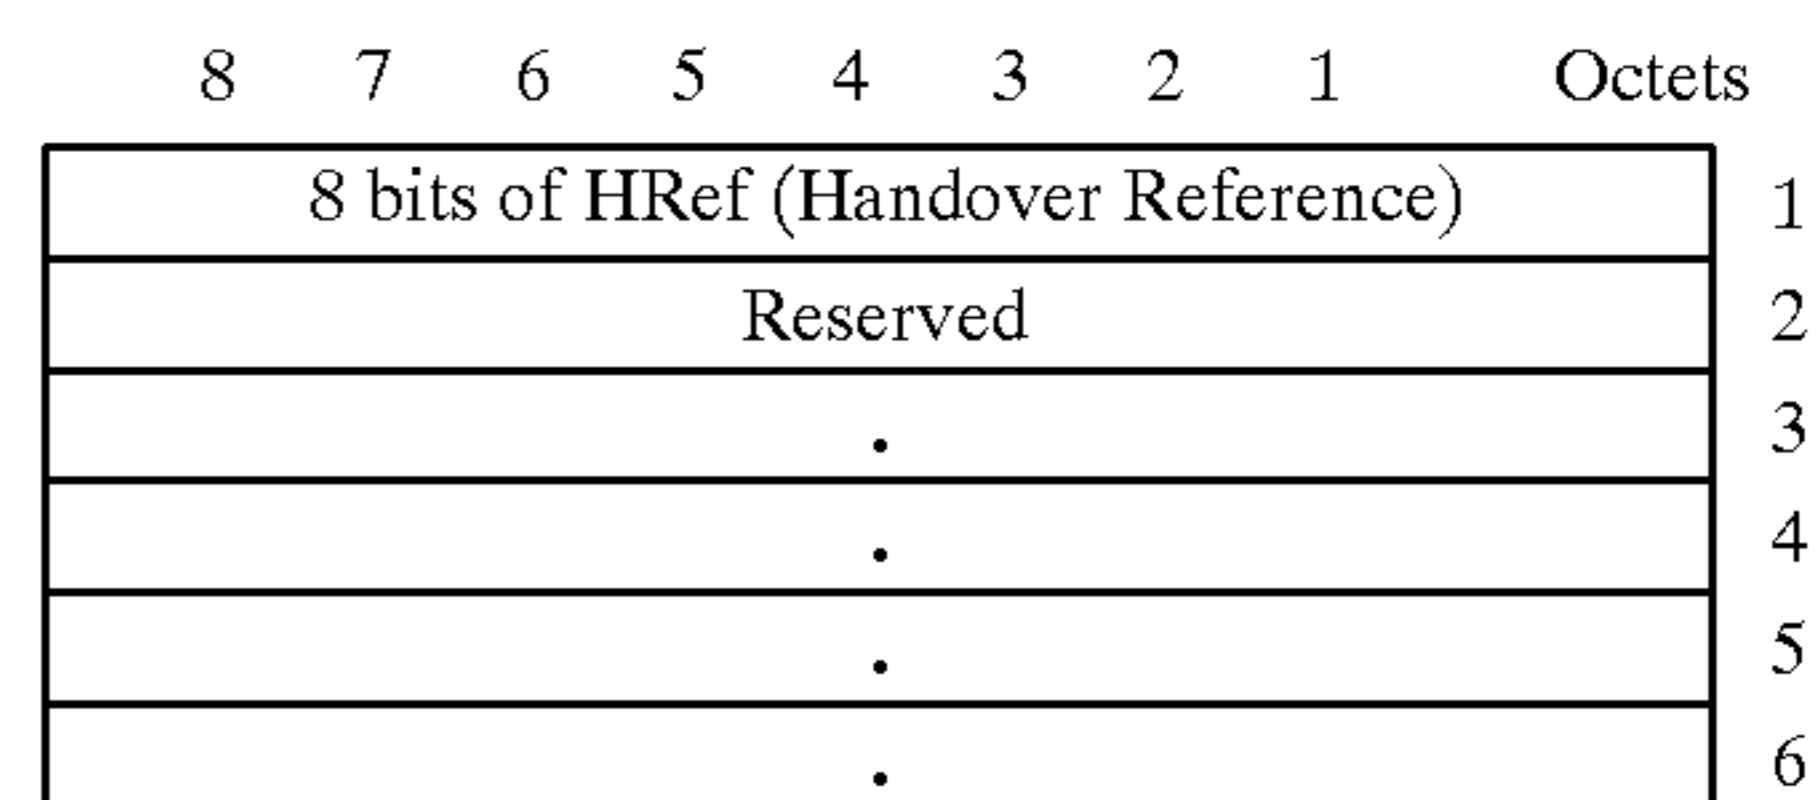 8 7 6 5 4 3 2 1 Octets
8 bits of HRef (Handover Reference) 1
Reserved 2
. 3
. 4
. 5
. 6